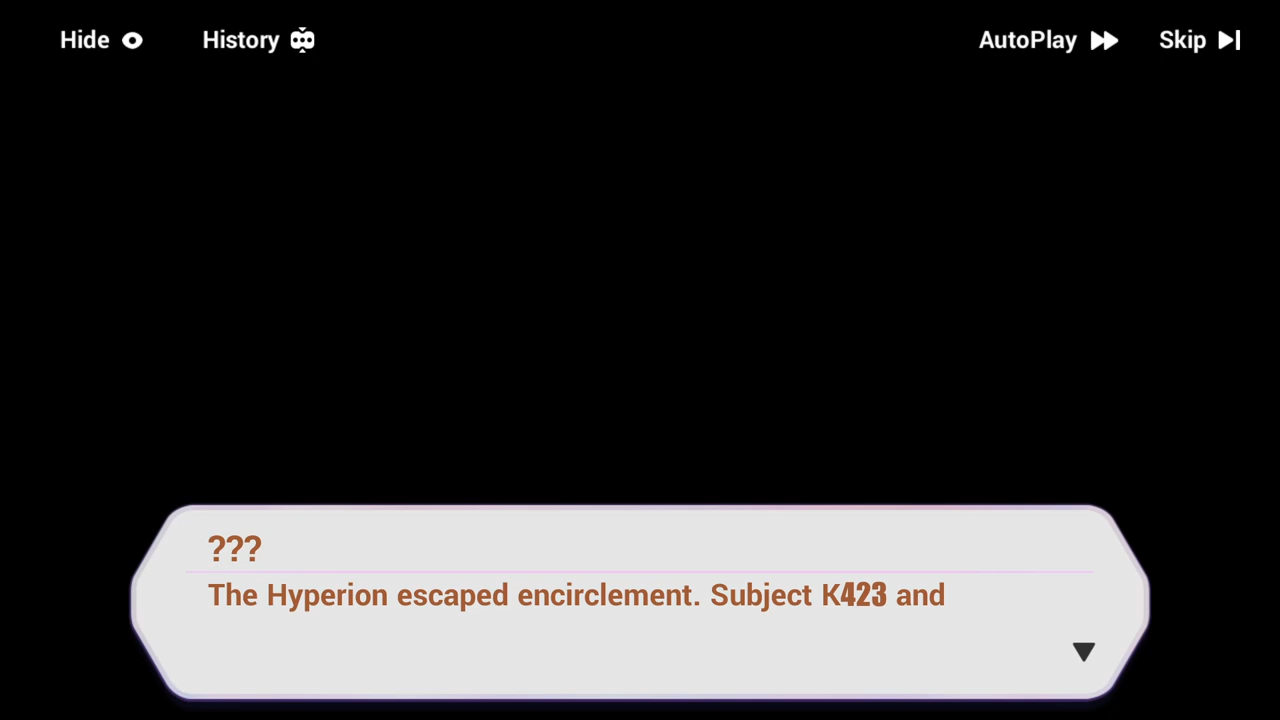 Hide
History
AutoPlay
Skip
???
The Hyperion escaped encirclement. Subject K423 and